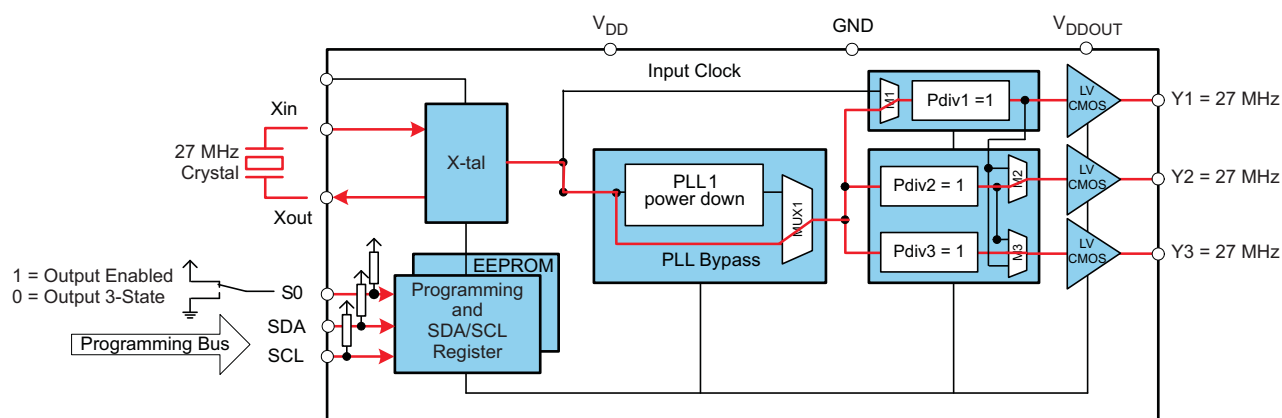 VDD
GND
VDDOUT
Input Clock
Xin
27 MHz
Crystal
Xout
X-tal
M1
Pdiv1 =1
LV
CMOS
Y1 = 27 MHz
PLL 1
power down
MUX1
PLL Bypass
Pdiv2 = 1
M2
LV
CMOS
Y2 = 27 MHz
Pdiv3 = 1
M3
LV
CMOS
Y3 = 27 MHz
1 = Output Enabled
0 = Output 3-State
S0
SDA
SCL
Programming Bus
EEPROM
Programming
and
SDA/SCL
Register